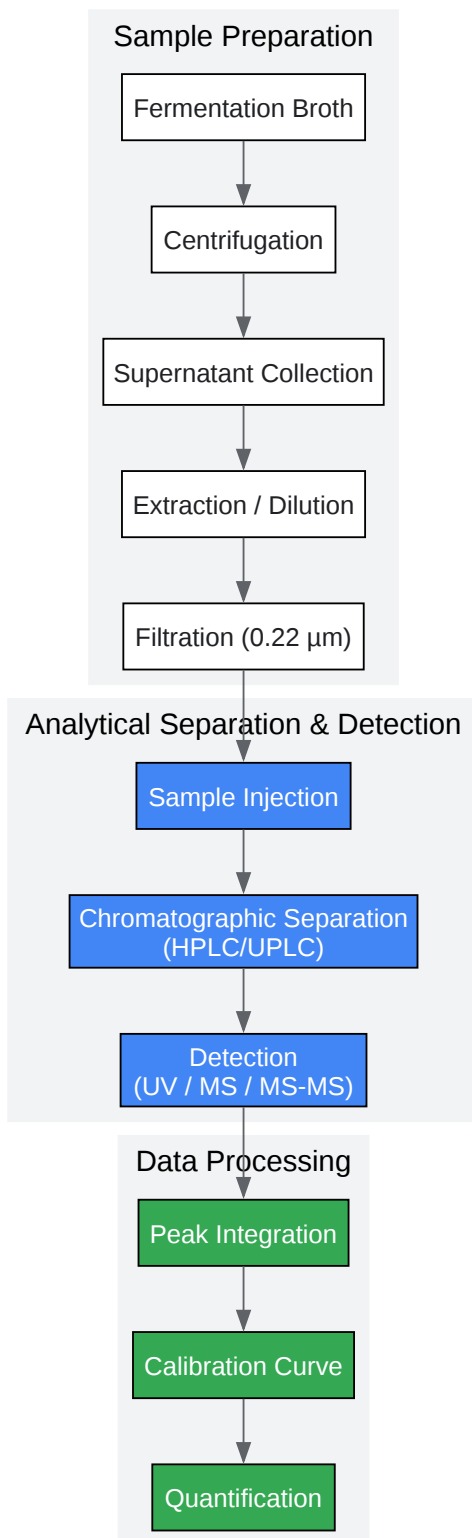 Sample Preparation
Fermentation Broth
Centrifugation
Supernatant Collection
Extraction / Dilution
Filtration (0.22 µm)
Analytical Separation & Detection
Sample Injection
Chromatographic Separation
(HPLC/UPLC)
Detection
(UV / MS / MS-MS)
Data Processing
Peak Integration
Calibration Curve
Quantification